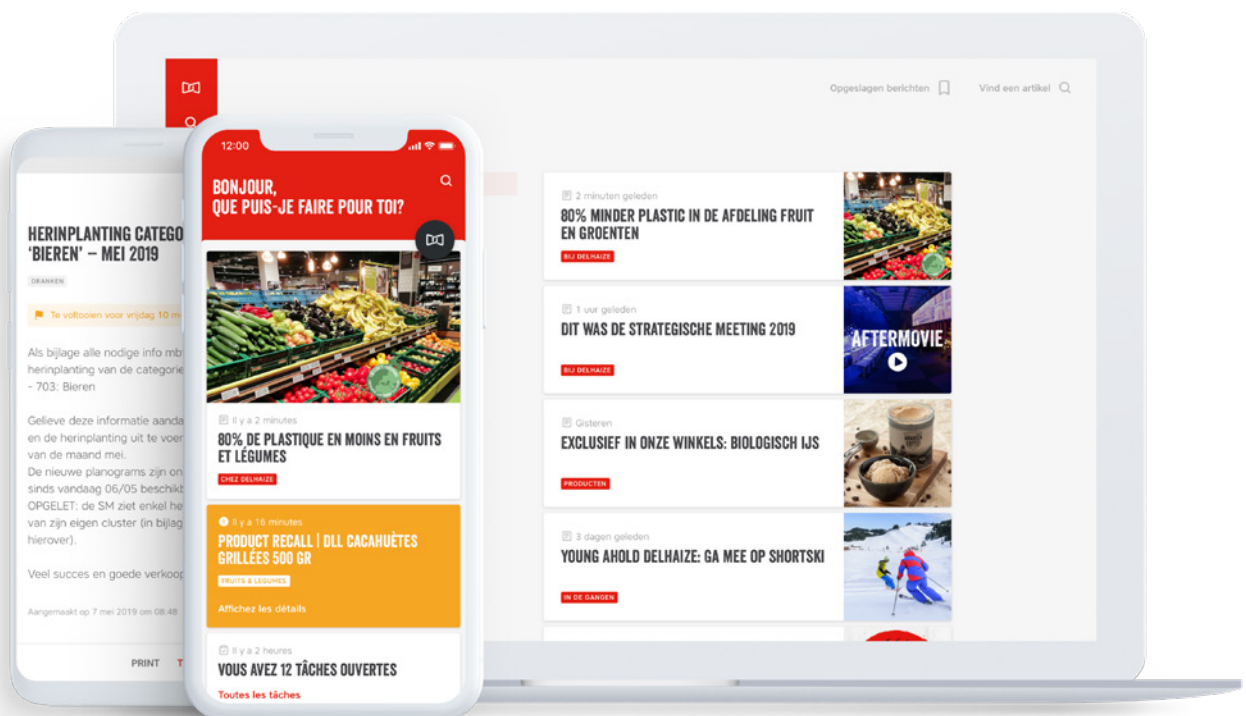 Opgeslagen berichten
Vind een artikel
2 minuten geleden
80% MINDER PLASTIC IN DE AFDELING FRUIT
EN GROENTEN
BIJ DELHAIZE
1 uur geleden
DIT WAS DE STRATEGISCHE MEETING 2019
BIJ DELHAIZE
AFTERMOVIE
Gisteren
EXCLUSIEF IN ONZE WINKELS: BIOLOGISCH IJS
PRODUCTEN
3 dagen geleden
YOUNG AHOLD DELHAIZE: GA MEE OP SHORTSKI
IN DE GANGEN
HERINPLANTING CATEGO
'BIEREN' – MEI 2019
DRANKEN
Te voltooien voor vrijdag 10 m
Als bijlage alle nodige info mb
herinplanting van de categorie
- 703: Bieren
Gelieve deze informatie aanda
en de herinplanting uit te voer
van de maand mei.
De nieuwe planograms zijn on
sinds vandaag 06/05 beschikb
OPGELET: de SM ziet enkel he
van zijn eigen cluster (in bijlag
hierover).
Veel succes en goede verkoop
Aangemaakt op 7 mei 2019 om 08:48
PRINT T
12:00
BONJOUR,
QUE PUIS-JE FAIRE POUR TOI?
Il y a 2 minutes
80% DE PLASTIQUE EN MOINS EN FRUITS
ET LÉGUMES
CHEZ DELHAIZE
Il y a 16 minutes
PRODUCT RECALL | DLL CACAHUÈTES
GRILLÉES 500 GR
FRUITS & LEGUMES
Affichez les détails
Il y a 2 heures
VOUS AVEZ 12 TÂCHES OUVERTES
Toutes les tâches